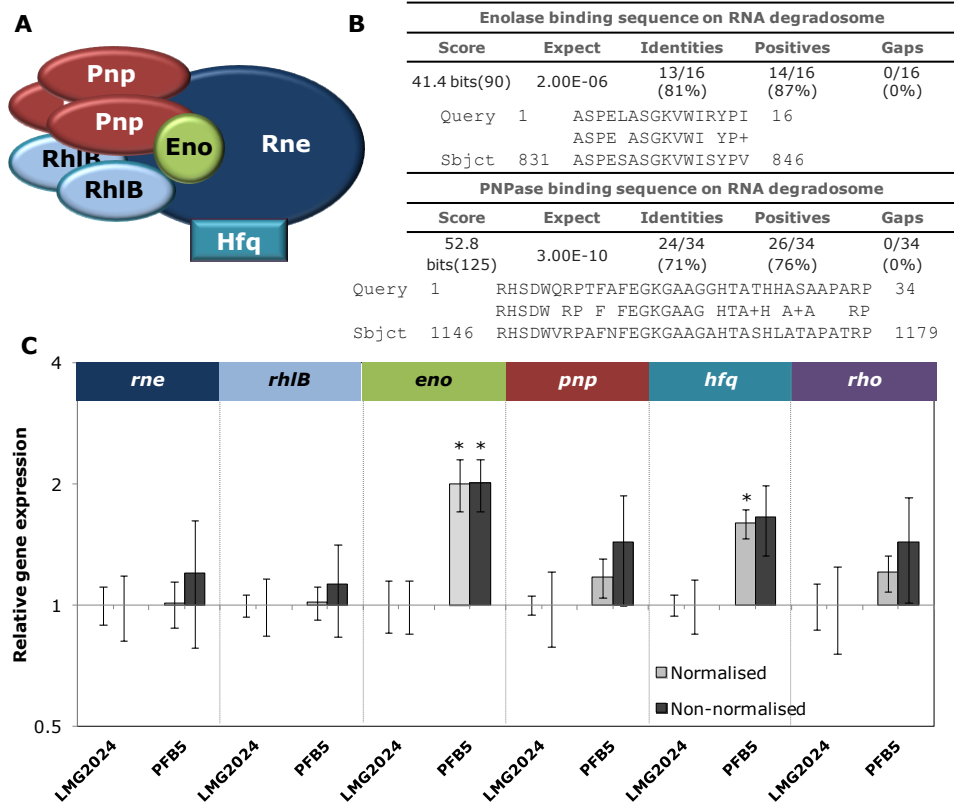 A
Pnp
Pnp
Eno
Rne
RhlB
RhlB
Hfq
B
Enolase binding sequence on RNA degradosome
Score Expect Identities Positives Gaps
41.4 bits(90) 2.00E-06 13/16 (81%) 14/16 (87%) 0/16 (0%)
Query 1 ASPELASGKVWIRYPI 16
ASPE ASGKVWI YP+
Sbjct 831 ASPESASGKVWISYPV 846
PNPase binding sequence on RNA degradosome
Score Expect Identities Positives Gaps
52.8 bits(125) 3.00E-10 24/34 (71%) 26/34 (76%) 0/34 (0%)
Query 1 RHSDWQRPTFAFEGKGAAGGHTATHHASAAPARP 34
RHSDW RP F FEGKGAAG HTA+H A+A RP
Sbjct 1146 RHSDWVRPAFNFEGKGAAGAHTASHLATAPATRP 1179
C
rne rhlB eno pnp hfq rho
Relative gene expression
4
2
1
0.5
* *
*
Normalised
Non-normalised
LMG2024 PFB5 LMG2024 PFB5 LMG2024 PFB5 LMG2024 PFB5 LMG2024 PFB5 LMG2024 PFB5